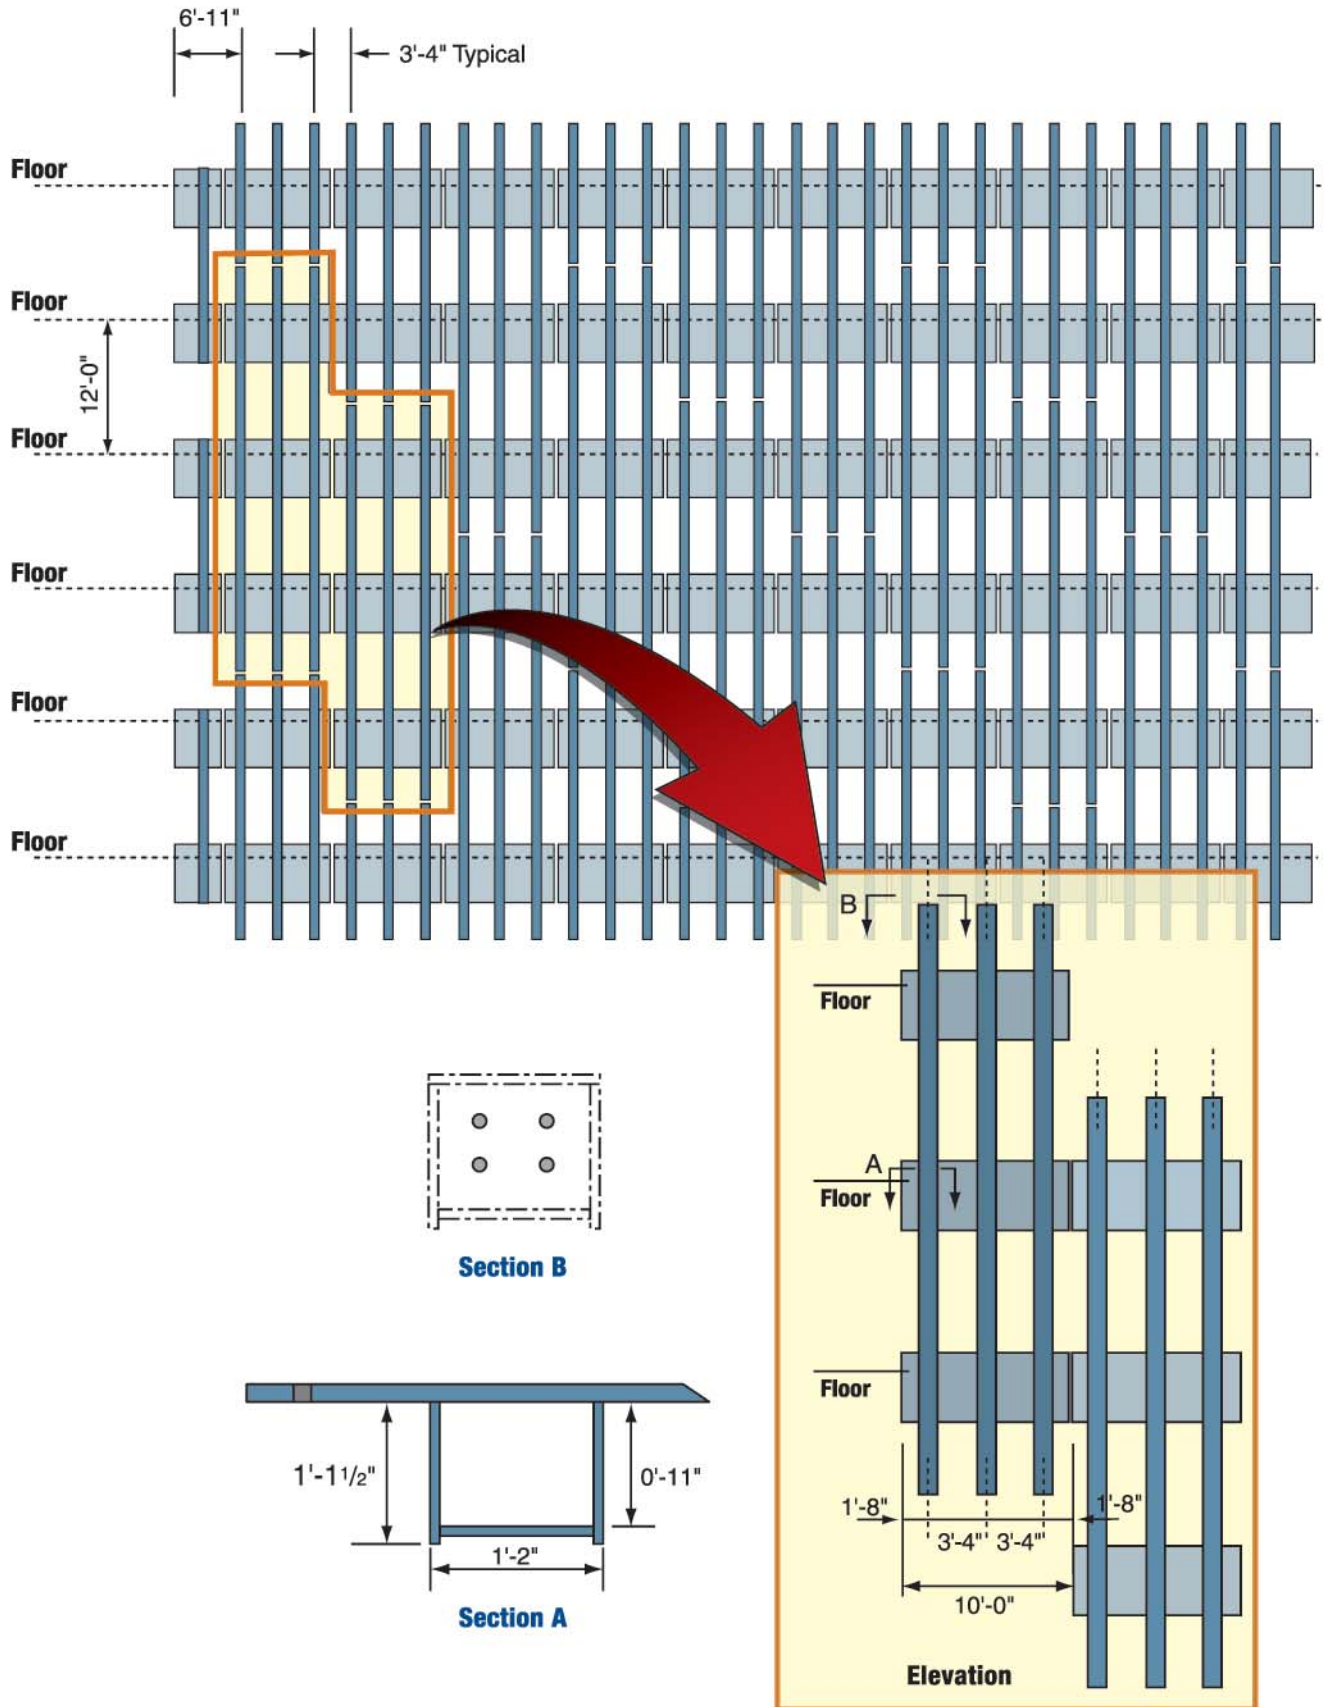 6'-11"
3'-4" Typical
Floor
Floor
12'-0"
Floor
Floor
Floor
Floor
B
Floor
A
Floor
Section B
Floor
1'-1 1/2"
0'-11"
1'-2"
Section A
1'-8"
1'-8"
3'-4" 3'-4"
10'-0"
Elevation